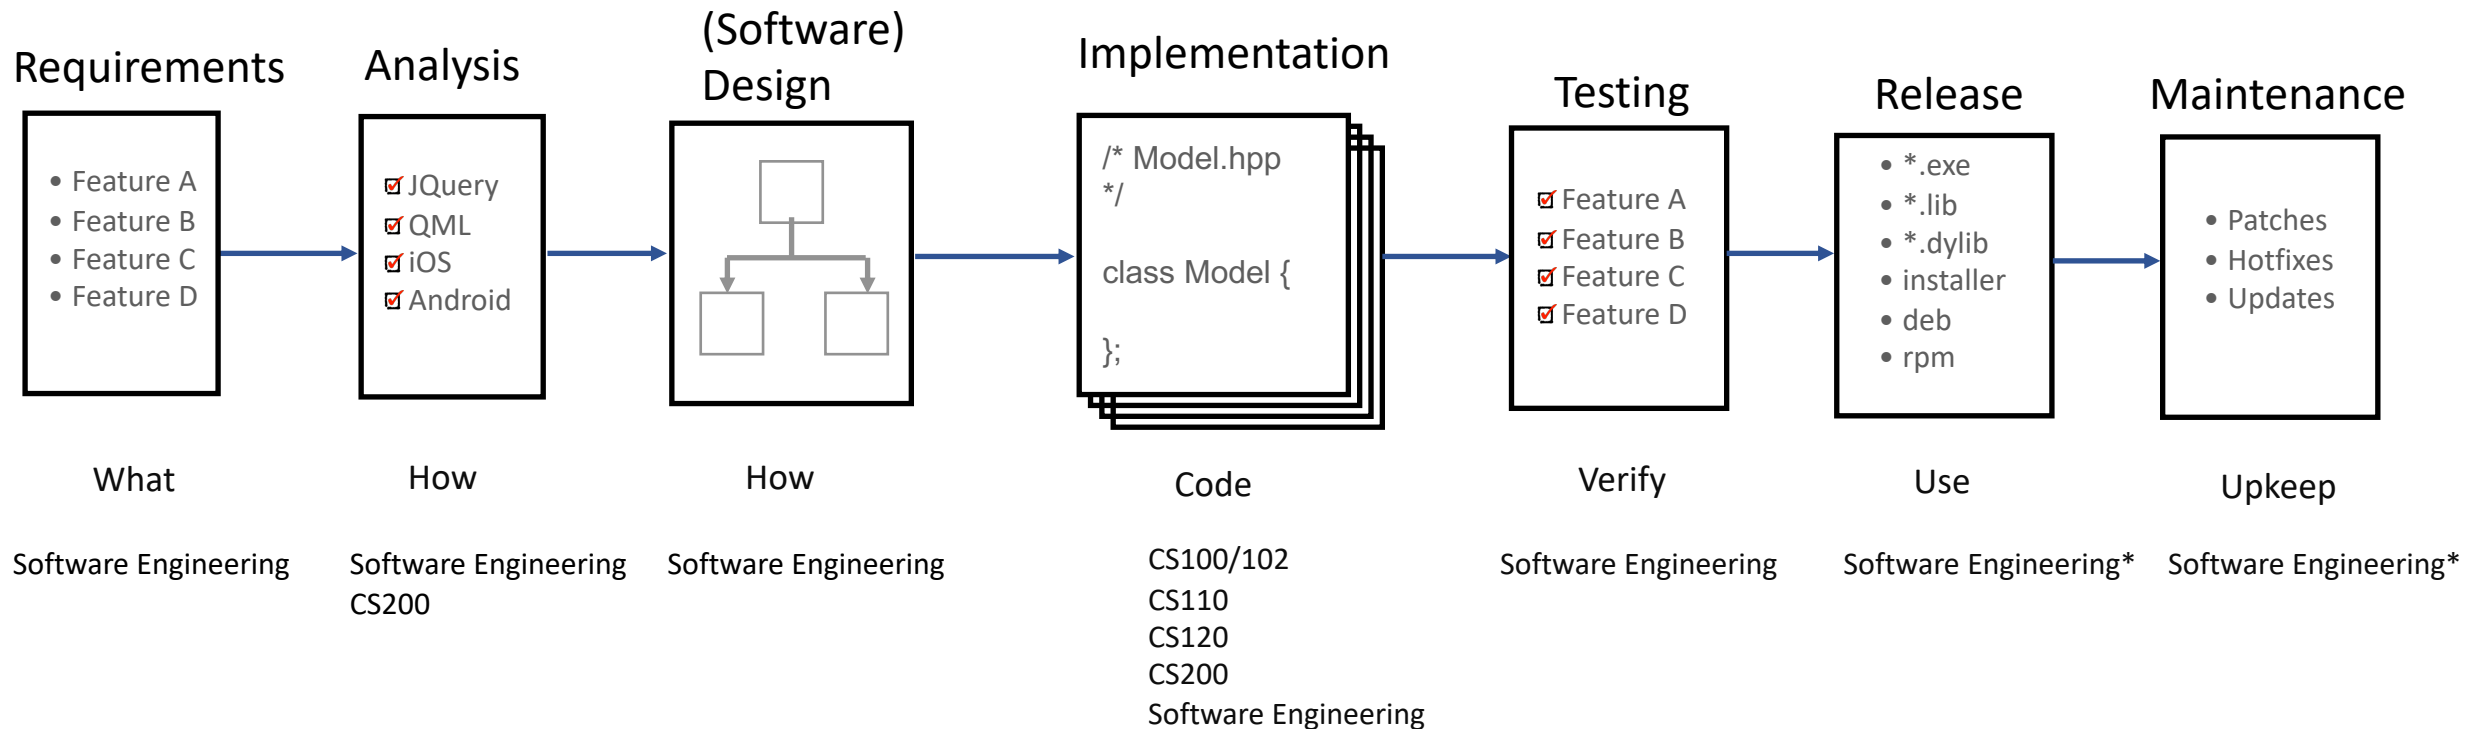 Requirements
• Feature A
• Feature B
• Feature C
• Feature D
What
Software Engineering
Analysis
JQuery
QML
iOS
Android
How
Software Engineering
CS200
(Software)
Design
How
Software Engineering
Implementation
/* Model.hpp
*/
class Model {
};
Code
CS100/102
CS110
CS120
CS200
Software Engineering
Testing
Feature A
Feature B
Feature C
Feature D
Verify
Software Engineering
Release
• *.exe
• *.lib
• *.dylib
• installer
• deb
• rpm
Use
Software Engineering*
Maintenance
• Patches
• Hotfixes
• Updates
Upkeep
Software Engineering*